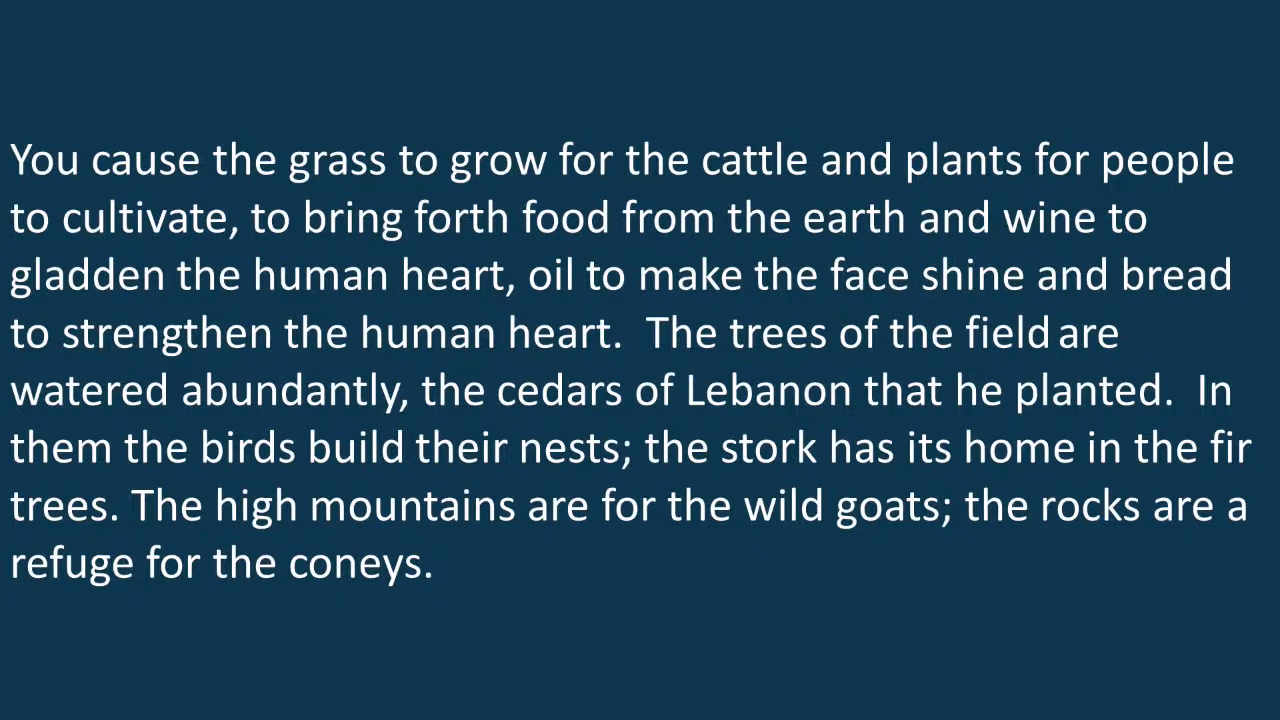 You cause the grass to grow for the cattle and plants for people
to cultivate, to bring forth food from the earth and wine to
gladden the human heart, oil to make the face shine and bread
to strengthen the human heart.  The trees of the field are
watered abundantly, the cedars of Lebanon that he planted.  In
them the birds build their nests; the stork has its home in the fir
trees. The high mountains are for the wild goats; the rocks are a
refuge for the coneys.